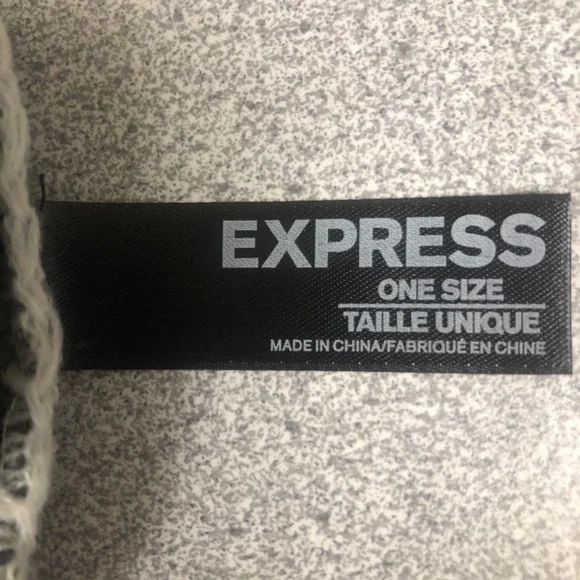 EXPRESS
ONE SIZE
TAILLE UNIQUE
MADE IN CHINA/FABRIQUÉ EN CHINE